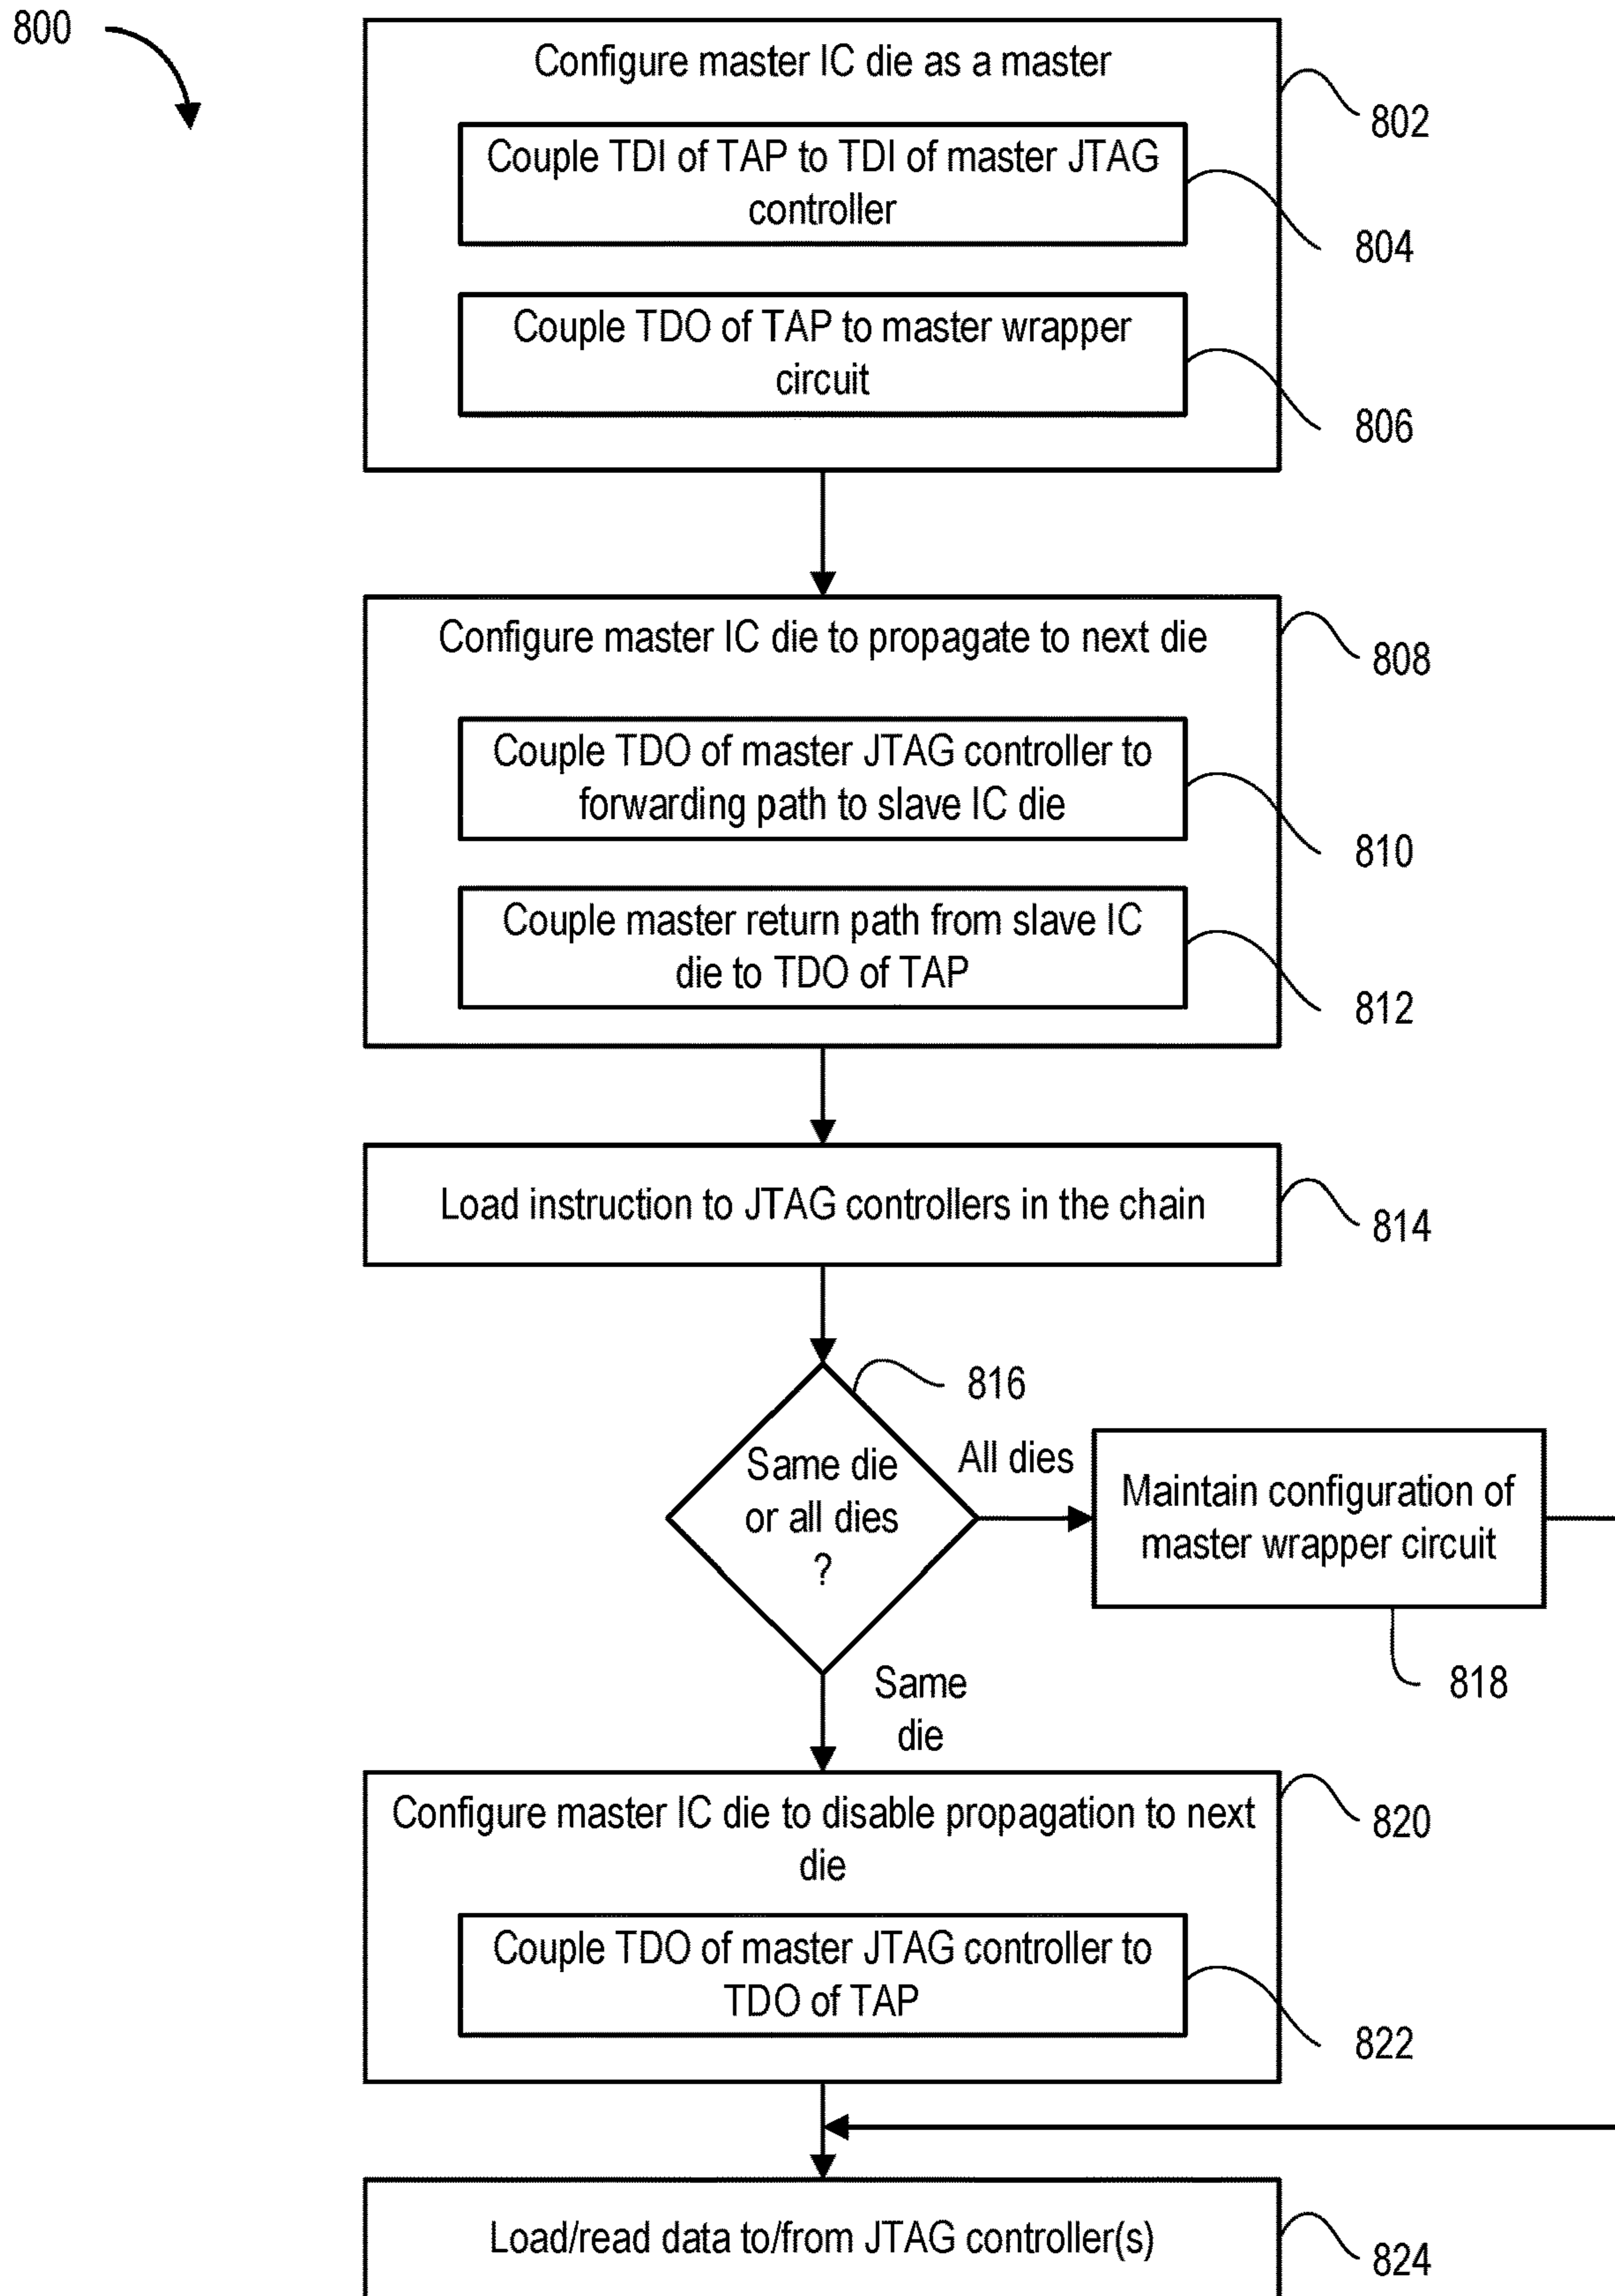 800
Configure master IC die as a master
802
Couple TDI of TAP to TDI of master JTAG
controller
804
Couple TDO of TAP to master wrapper
circuit
806
Configure master IC die to propagate to next die
808
Couple TDO of master JTAG controller to
forwarding path to slave IC die
810
Couple master return path from slave IC
die to TDO of TAP
812
Load instruction to JTAG controllers in the chain
814
816
Same die
or all dies
?
All dies
Maintain configuration of
master wrapper circuit
818
Same
die
Configure master IC die to disable propagation to next
die
820
Couple TDO of master JTAG controller to
TDO of TAP
822
Load/read data to/from JTAG controller(s)
824